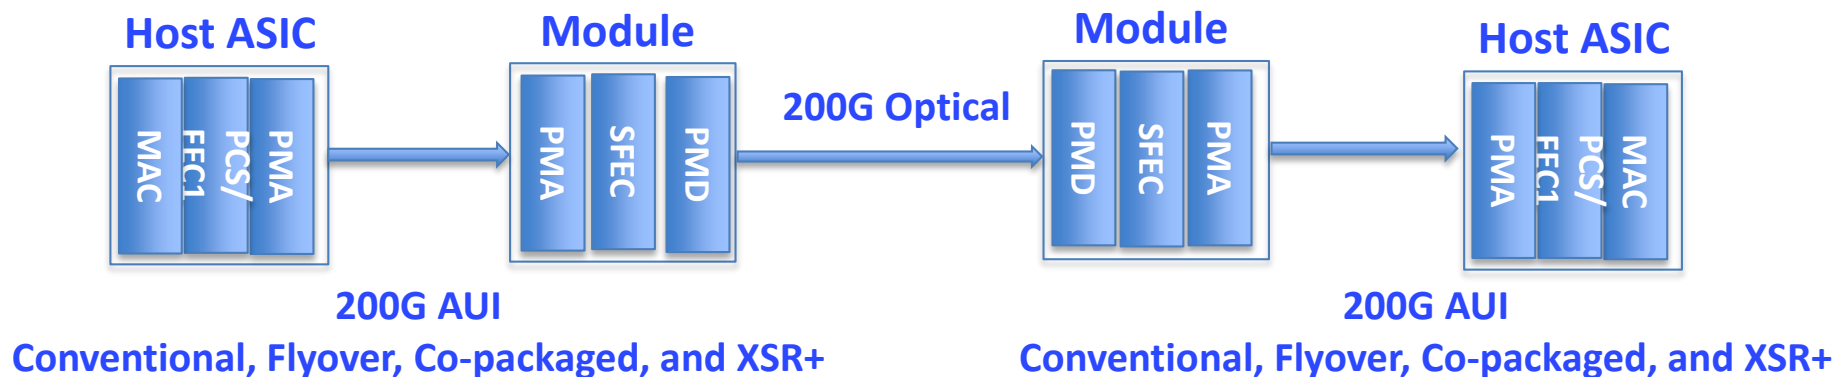 Host ASIC
Module
Module
Host ASIC
MAC
PCS/
FEC1
PMA
PMA
SFEC
PMD
200G Optical
PMD
SFEC
PMA
PMA
PCS/
FEC1
MAC
200G AUI
Conventional, Flyover, Co-packaged, and XSR+
200G AUI
Conventional, Flyover, Co-packaged, and XSR+